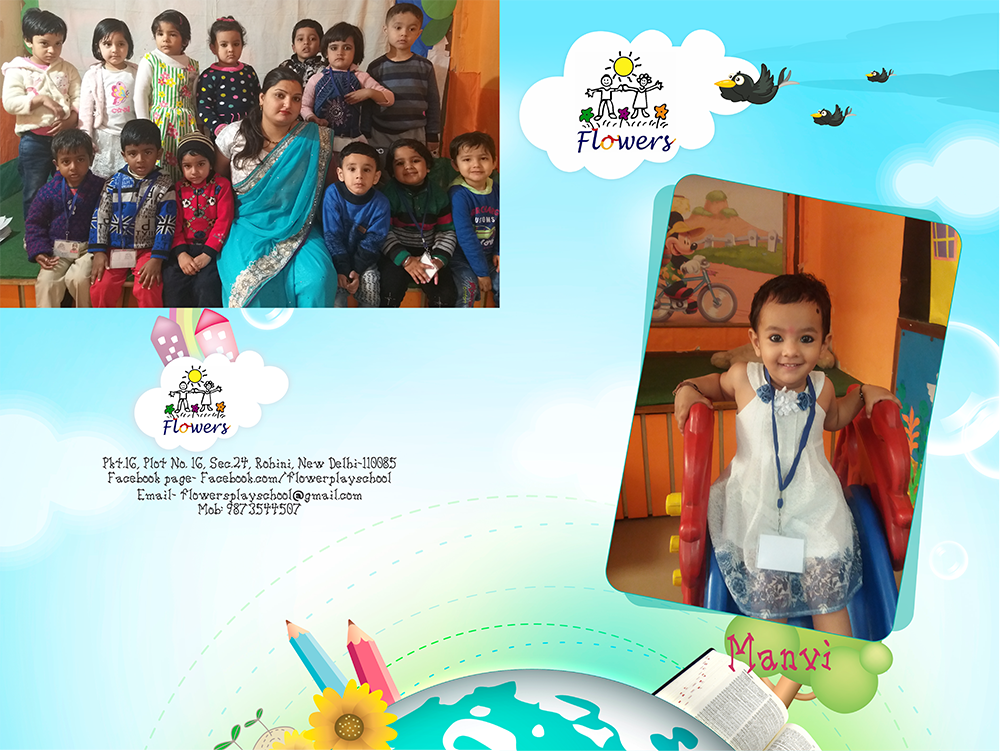 Flowers
Flowers
Pkt.16, Plot No. 16, Sec.24, Rohini, New Delhi-110085
Facebook page- Facebook.com/flowerplayschool
Email- flowersplayschool@gmail.com
Mob: 9873544507
Manvi